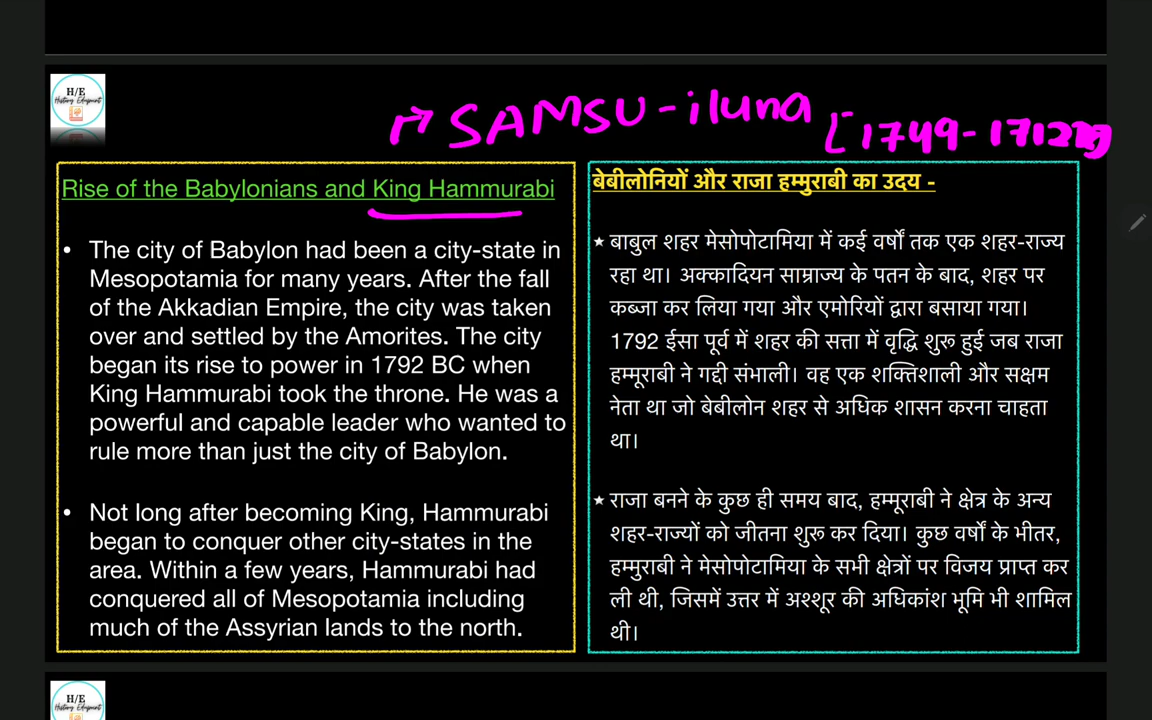 H/E
History Edupoint
SAMSU-iluna
[1749-1712
Rise of the Babylonians and King Hammurabi
• The city of Babylon had been a city-state in
Mesopotamia for many years. After the fall
of the Akkadian Empire, the city was taken
over and settled by the Amorites. The city
began its rise to power in 1792 BC when
King Hammurabi took the throne. He was a
powerful and capable leader who wanted to
rule more than just the city of Babylon.
• Not long after becoming King, Hammurabi
began to conquer other city-states in the
area. Within a few years, Hammurabi had
conquered all of Mesopotamia including
much of the Assyrian lands to the north.
बेबीलोनियों और राजा हम्मुराबी का उदय -
★ बाबुल शहर मेसोपोटामिया में कई वर्षों तक एक शहर-राज्य
रहा था। अक्कादियन साम्राज्य के पतन के बाद, शहर पर
कब्जा कर लिया गया और एमोरियों द्वारा बसाया गया।
1792 ईसा पूर्व में शहर की सत्ता में वृद्धि शुरू हुई जब राजा
हम्मूराबी ने गद्दी संभाली। वह एक शक्तिशाली और सक्षम
नेता था जो बेबीलोन शहर से अधिक शासन करना चाहता
था।
★ राजा बनने के कुछ ही समय बाद, हम्मूराबी ने क्षेत्र के अन्य
शहर-राज्यों को जीतना शुरू कर दिया। कुछ वर्षों के भीतर,
हम्मुराबी ने मेसोपोटामिया के सभी क्षेत्रों पर विजय प्राप्त कर
ली थी, जिसमें उत्तर में अश्शूर की अधिकांश भूमि भी शामिल
थी।
H/E
History Edupoint